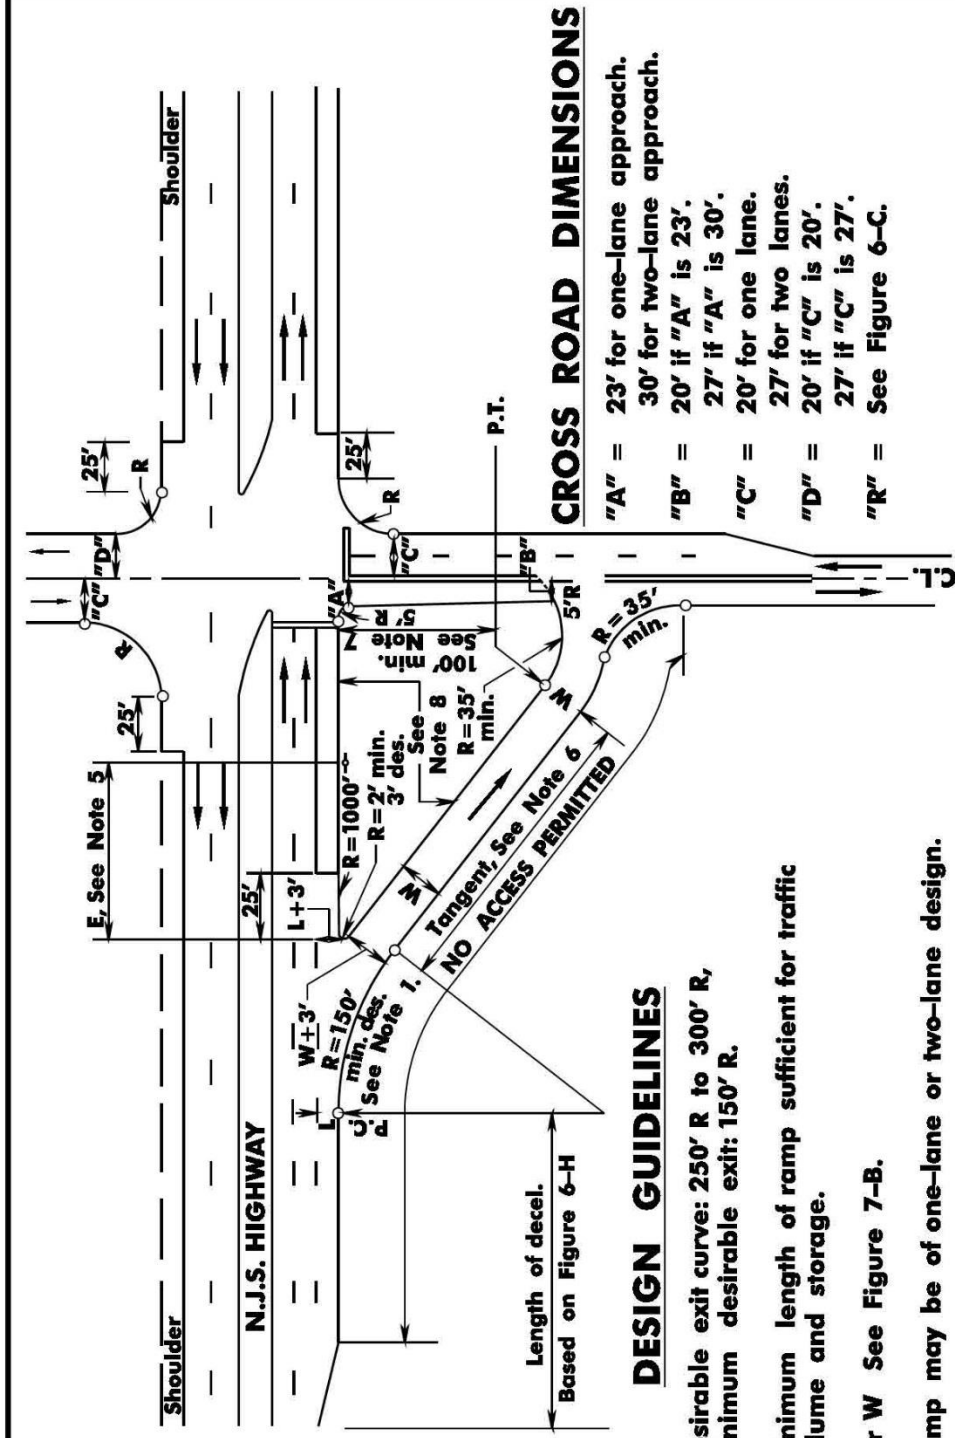 Shoulder
Shoulder
N.J.S. HIGHWAY
E, See Note 5
25'
25'
25'
25'
R
R
R
"C"
"D"
"A"
"C"
"B"
5' R
5'R
L+3'
R=1000'
R=2' min.
3' des.
See
Note 8
100' min.
See Note 7
R=35'
min.
R=35'
min.
P.T.
C.L.
W+3'
R=150'
min. des.
See Note 1.
L
P.C.
W
W
Tangent, See Note 6
NO ACCESS PERMITTED
Length of decel.
Based on Figure 6-H
CROSS ROAD DIMENSIONS
"A" = 23' for one-lane approach.
30' for two-lane approach.
"B" = 20' if "A" is 23'.
27' if "A" is 30'.
"C" = 20' for one lane.
27' for two lanes.
"D" = 20' if "C" is 20'.
27' if "C" is 27'.
"R" = See Figure 6-C.
DESIGN GUIDELINES
sirable exit curve: 250' R to 300' R,
nimum desirable exit: 150' R.
nimum length of ramp sufficient for traffic
lume and storage.
r W See Figure 7-B.
mp may be of one-lane or two-lane design.